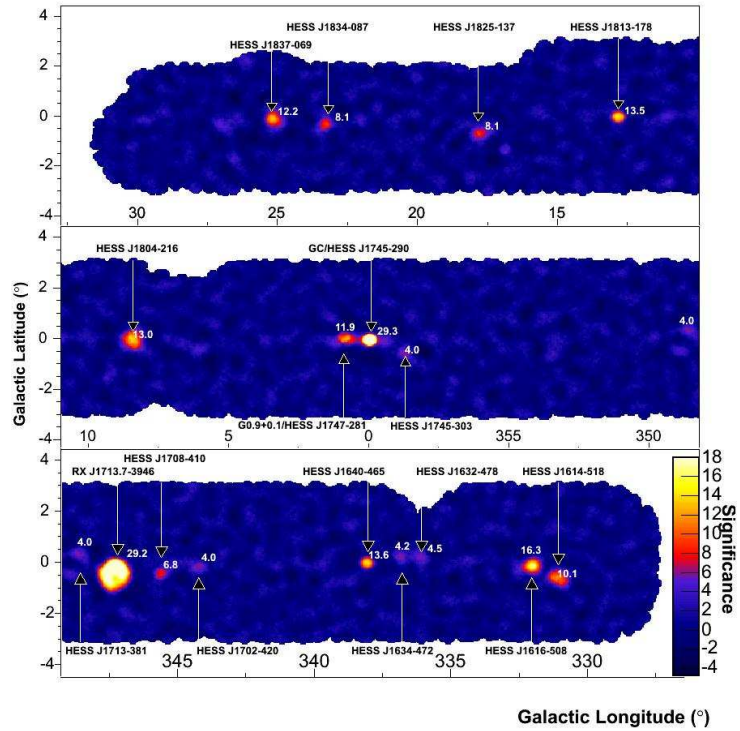 HESS J1834-087
HESS J1825-137
HESS J1813-178
HESS J1837-069
4
2
0
-2
-4
12.2
8.1
8.1
13.5
30
25
20
15
HESS J1804-216
GC/HESS J1745-290
4
2
0
-2
-4
13.0
11.9
29.3
4.0
4.0
G0.9+0.1/HESS J1747-281
HESS J1745-303
10
5
0
355
350
Galactic Latitude (°)
HESS J1708-410
RX J1713.7-3946
HESS J1640-465
HESS J1632-478
HESS J1614-518
4
2
0
-2
-4
4.0
29.2
6.8
4.0
13.6
4.2
4.5
16.3
10.1
HESS J1713-381
HESS J1702-420
HESS J1634-472
HESS J1616-508
345
340
335
330
18
16
14
12
10
8
6
4
2
0
-2
-4
Significance
Galactic Longitude (°)